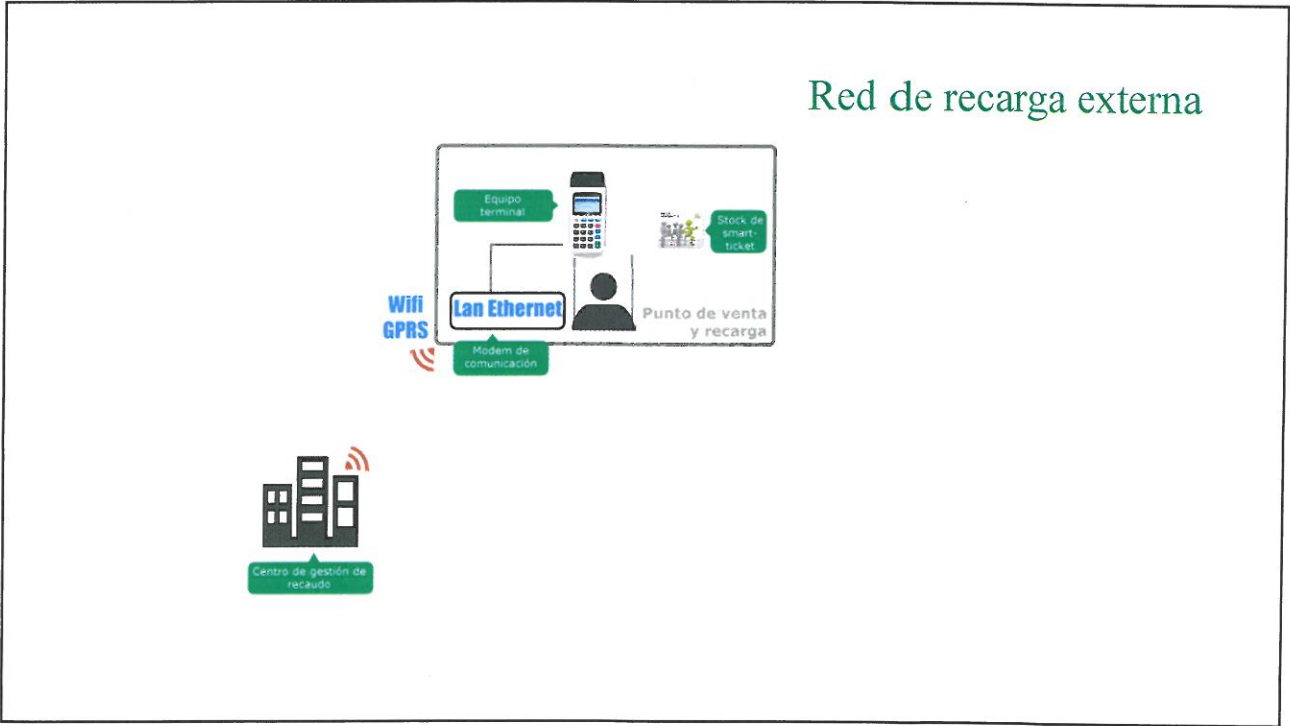 Red de recarga externa
Equipo
terminal
Stock de
smart-
ticket
Wifi
GPRS
Lan Ethernet
Punto de venta
y recarga
Modem de
comunicación
Centro de gestión de
recaudo